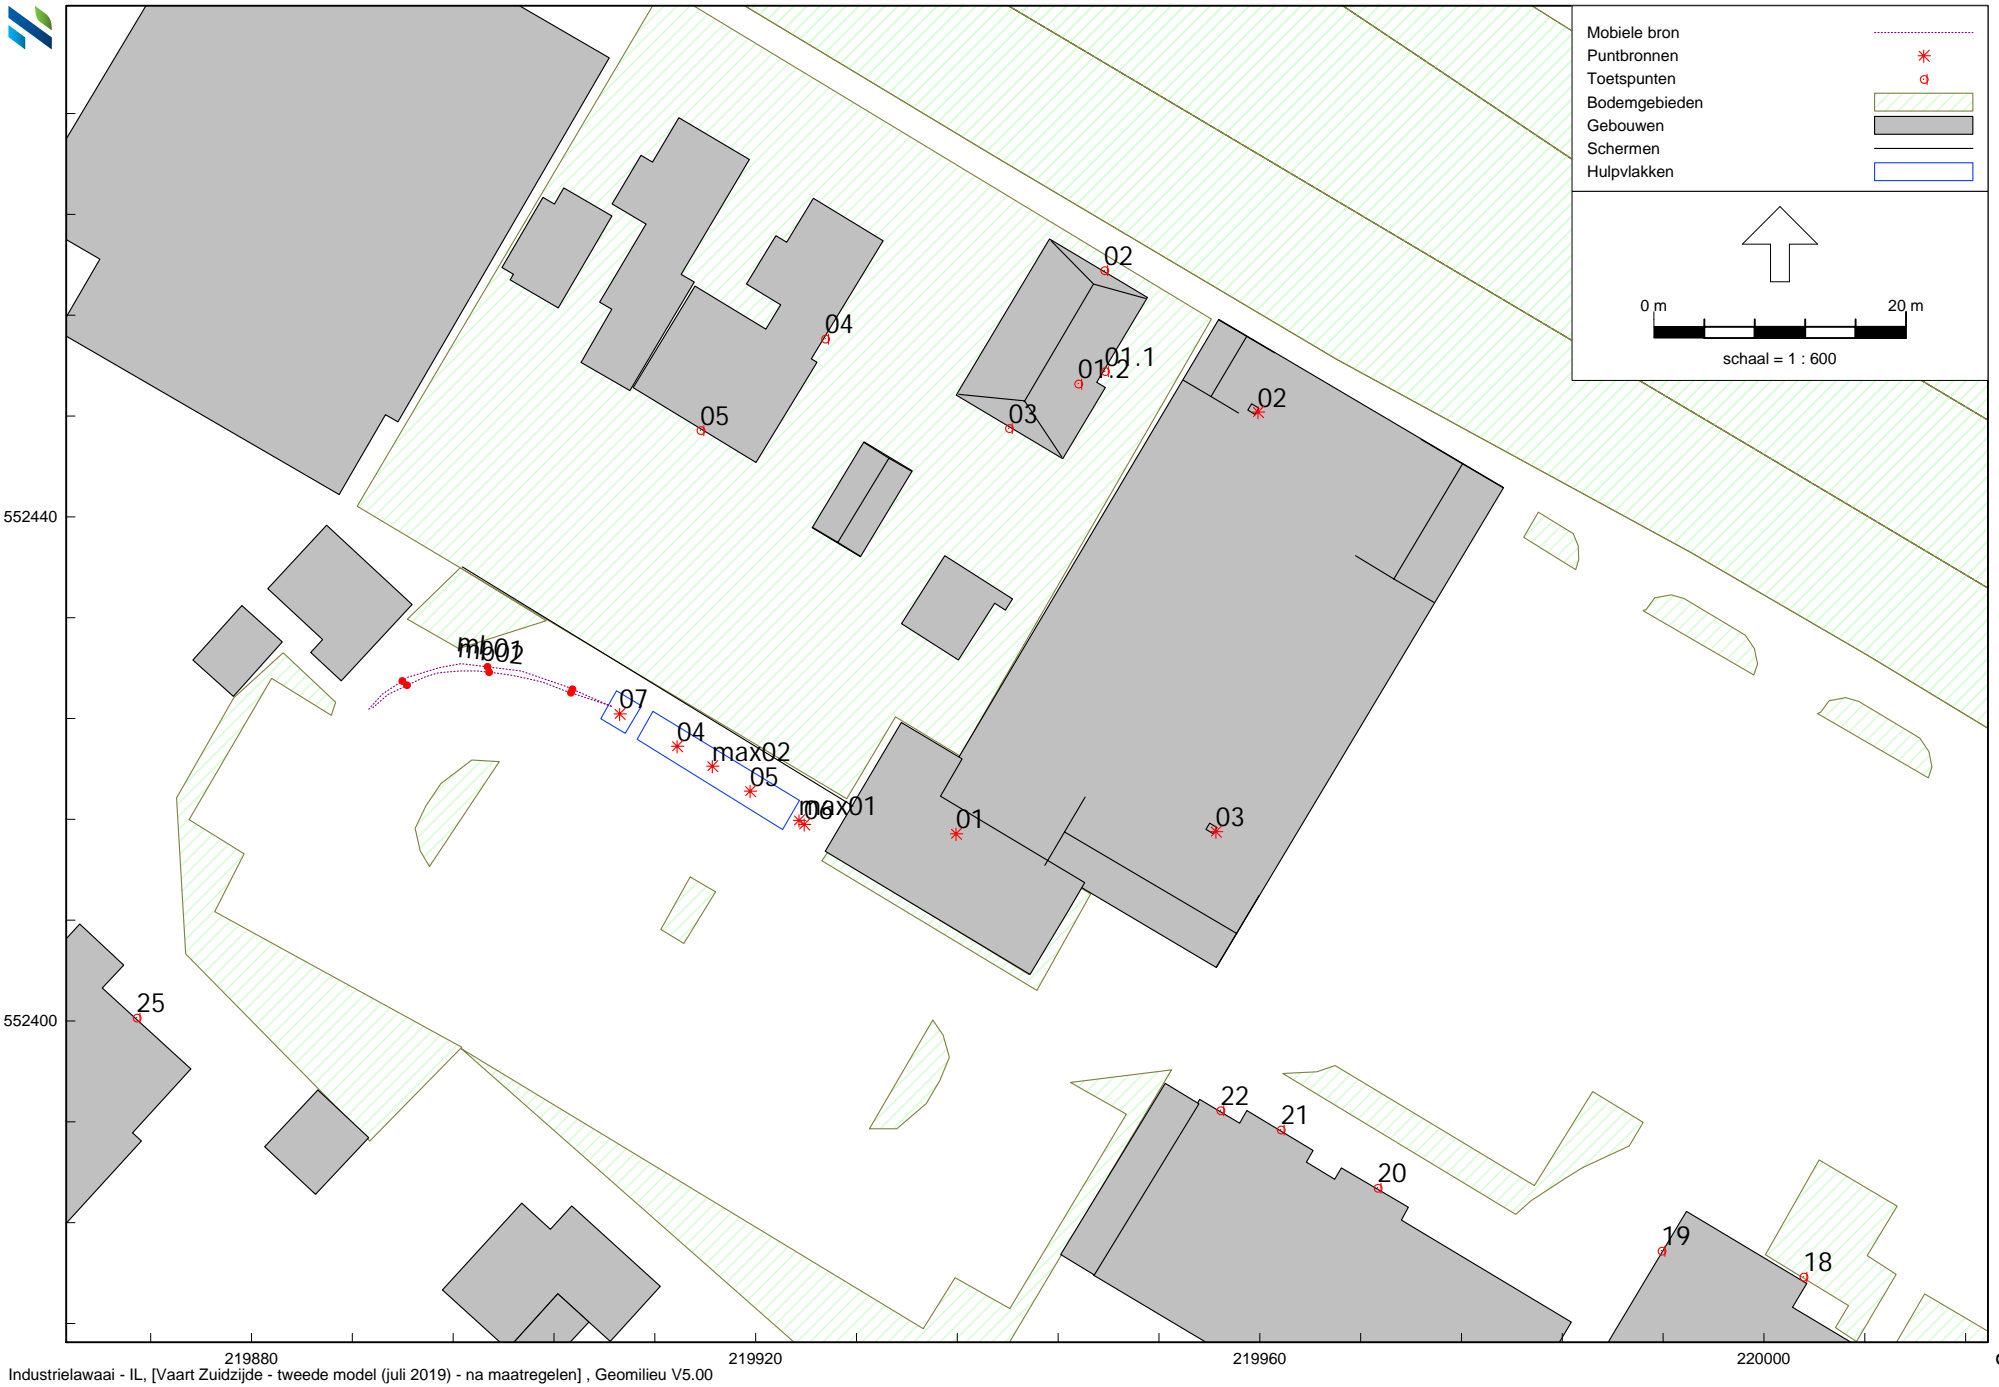 Mobiele bron
Puntbronnen
Toetspunten
Bodemgebieden
Gebouwen
Schermen
Hulpvlakken
0 m 20 m
schaal = 1 : 600
02
04
01.1
01.2
02
05
03
552440
mb01
mb02
07
04
max02
05
max01
06
01
03
25
552400
22
21
20
19
18
219880 219920 219960 220000
Industrielawaai - IL, [Vaart Zuidzijde - tweede model (juli 2019) - na maatregelen] , Geomilieu V5.00